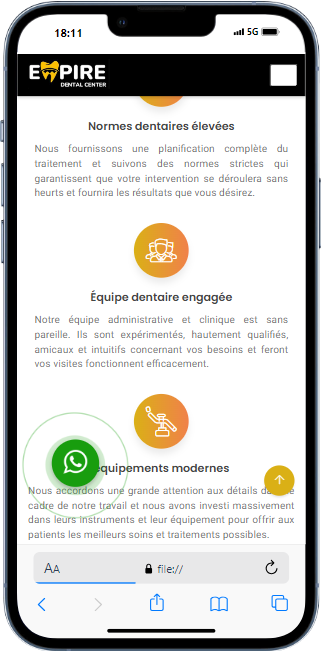 18:11
5G
EMPIRE
DENTAL CENTER
Normes dentaires élevées
Nous fournissons une planification complète du
traitement et suivons des normes strictes qui
garantissent que votre intervention se déroulera sans
heurts et fournira les résultats que vous désirez.
Équipe dentaire engagée
Notre équipe administrative et clinique est sans
pareille. Ils sont expérimentés, hautement qualifiés,
amicaux et intuitifs concernant vos besoins et feront
vos visites fonctionnent efficacement.
équipements modernes
Nous accordons une grande attention aux détails da
cadre de notre travail et nous avons investi massivement
dans leurs instruments et leur équipement pour offrir aux
patients les meilleurs soins et traitements possibles.
AA
file://